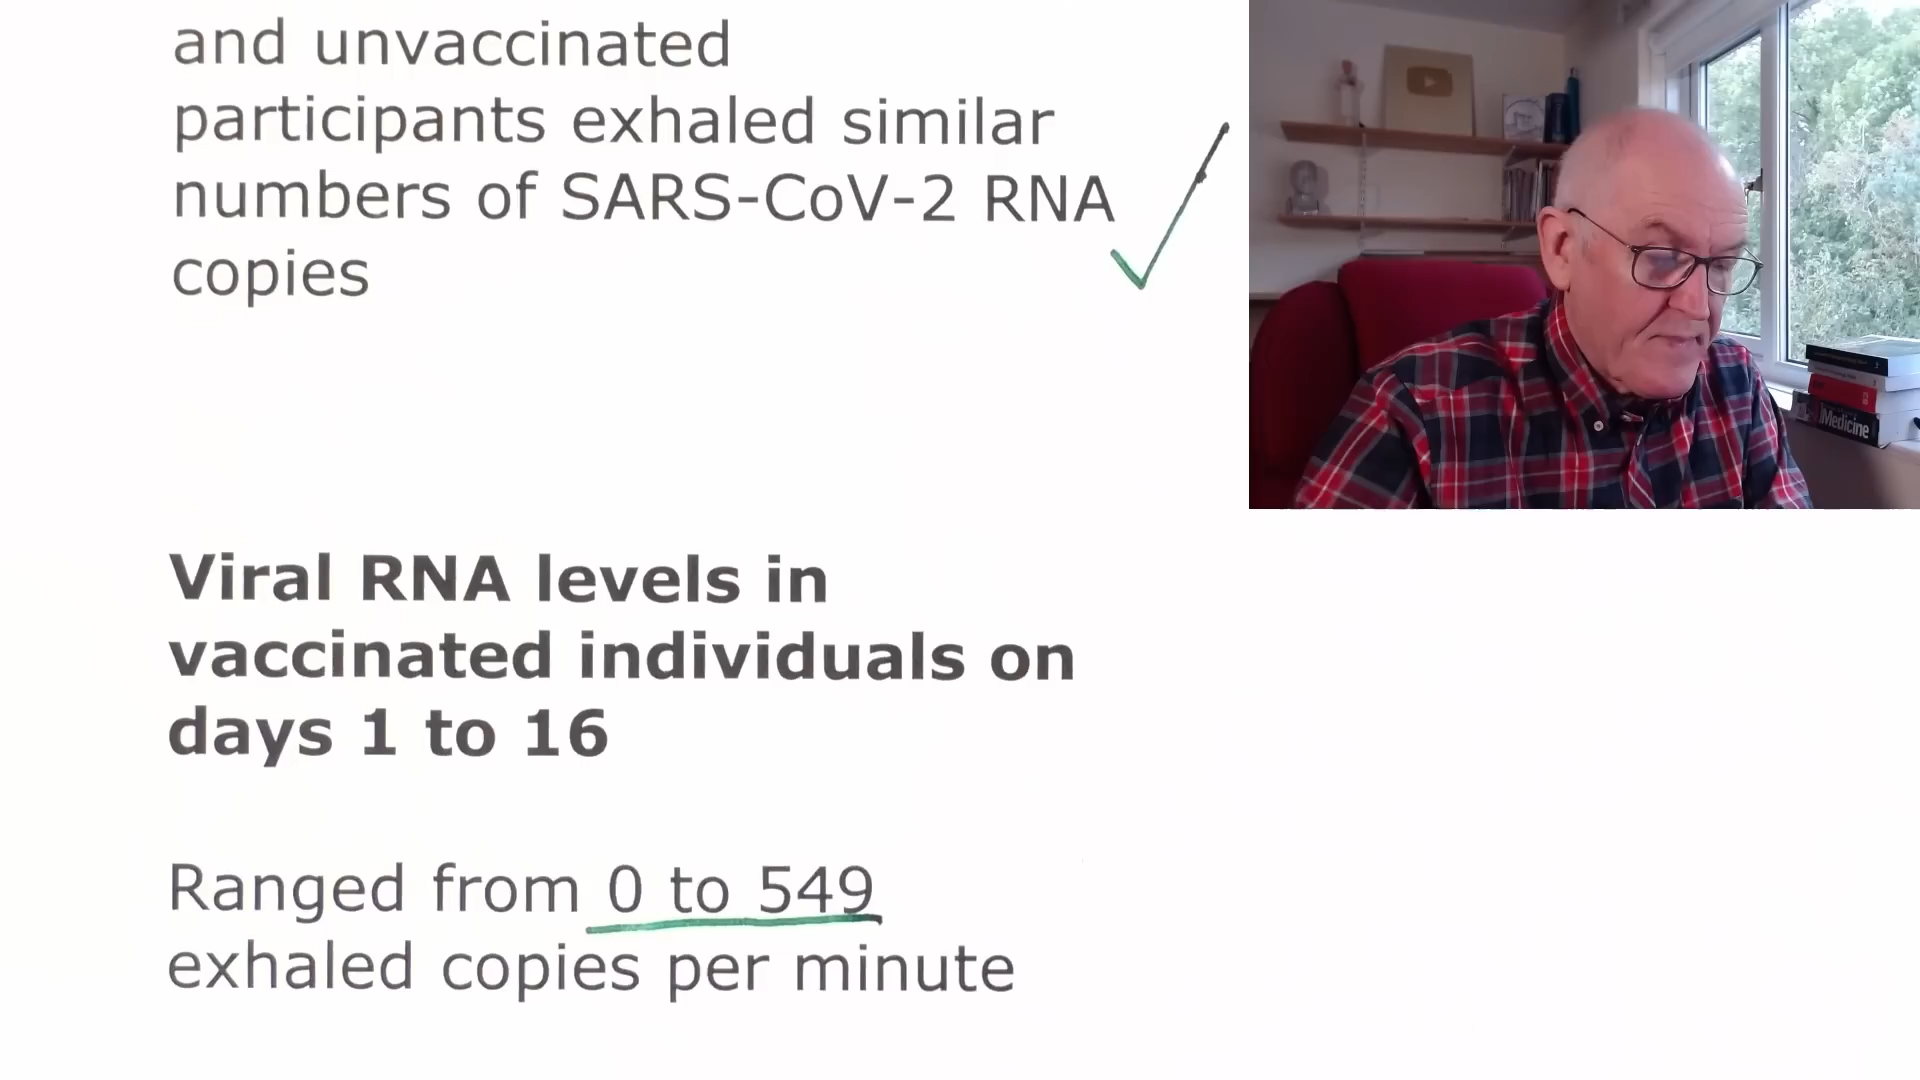 and unvaccinated
participants exhaled similar
numbers of SARS-CoV-2 RNA
copies
Viral RNA levels in
vaccinated individuals on
days 1 to 16
Ranged from 0 to 549
exhaled copies per minute
Medicine